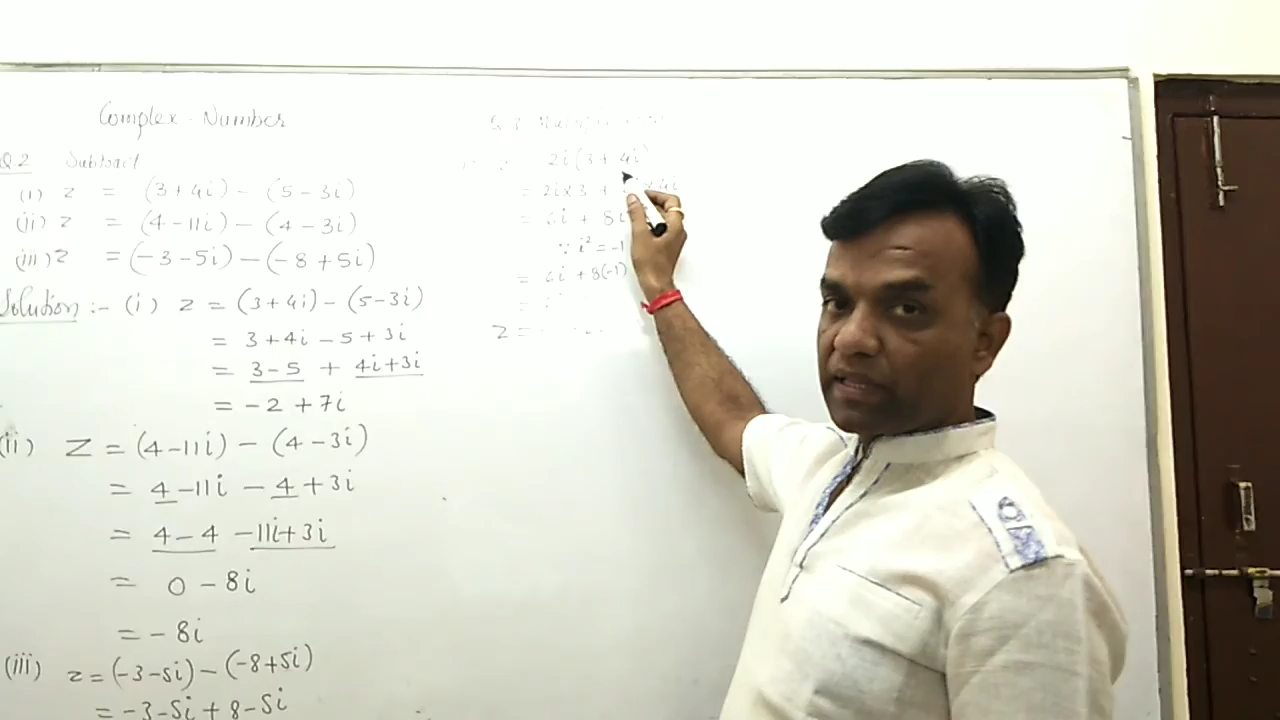 Complex - Number
Q.2 Subtract
(i) z = (3+4i) - (5-3i)
(ii) z = (4-11i) - (4-3i)
(iii) z = (-3-5i) - (-8+5i)
Solution :- (i) z = (3+4i) - (5-3i)
= 3+4i - 5 + 3i
= 3-5 + 4i+3i
= -2 + 7i
(ii) Z = (4-11i) - (4-3i)
= 4 - 11i - 4 + 3i
= 4 - 4 - 11i + 3i
= 0 - 8i
= - 8i
(iii) z = (-3-5i) - (-8+5i)
= -3-5i + 8-5i
2i(3+4i)
= 2i×3 + ×4i
= 6i + 8i
∵ i² = -1
= 6i + 8(-1)
Z =